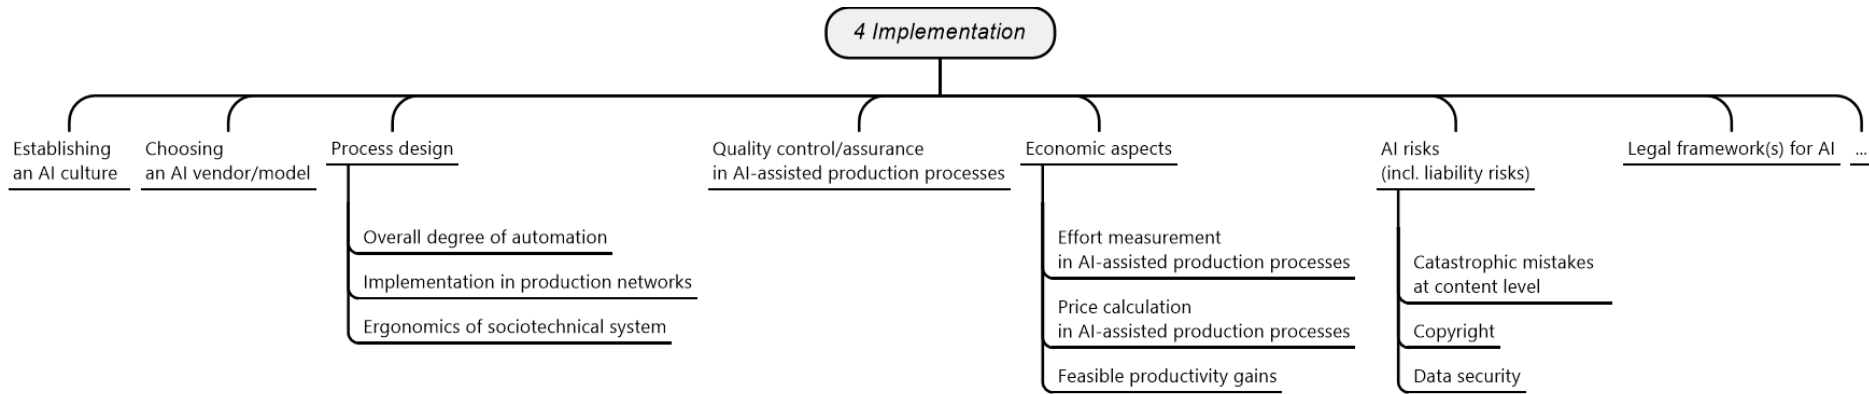 4 Implementation
Establishing
an AI culture
Choosing
an AI vendor/model
Process design
Overall degree of automation
Implementation in production networks
Ergonomics of sociotechnical system
Quality control/assurance
in AI-assisted production processes
Economic aspects
Effort measurement
in AI-assisted production processes
Price calculation
in AI-assisted production processes
Feasible productivity gains
AI risks
(incl. liability risks)
Catastrophic mistakes
at content level
Copyright
Data security
Legal framework(s) for AI
...